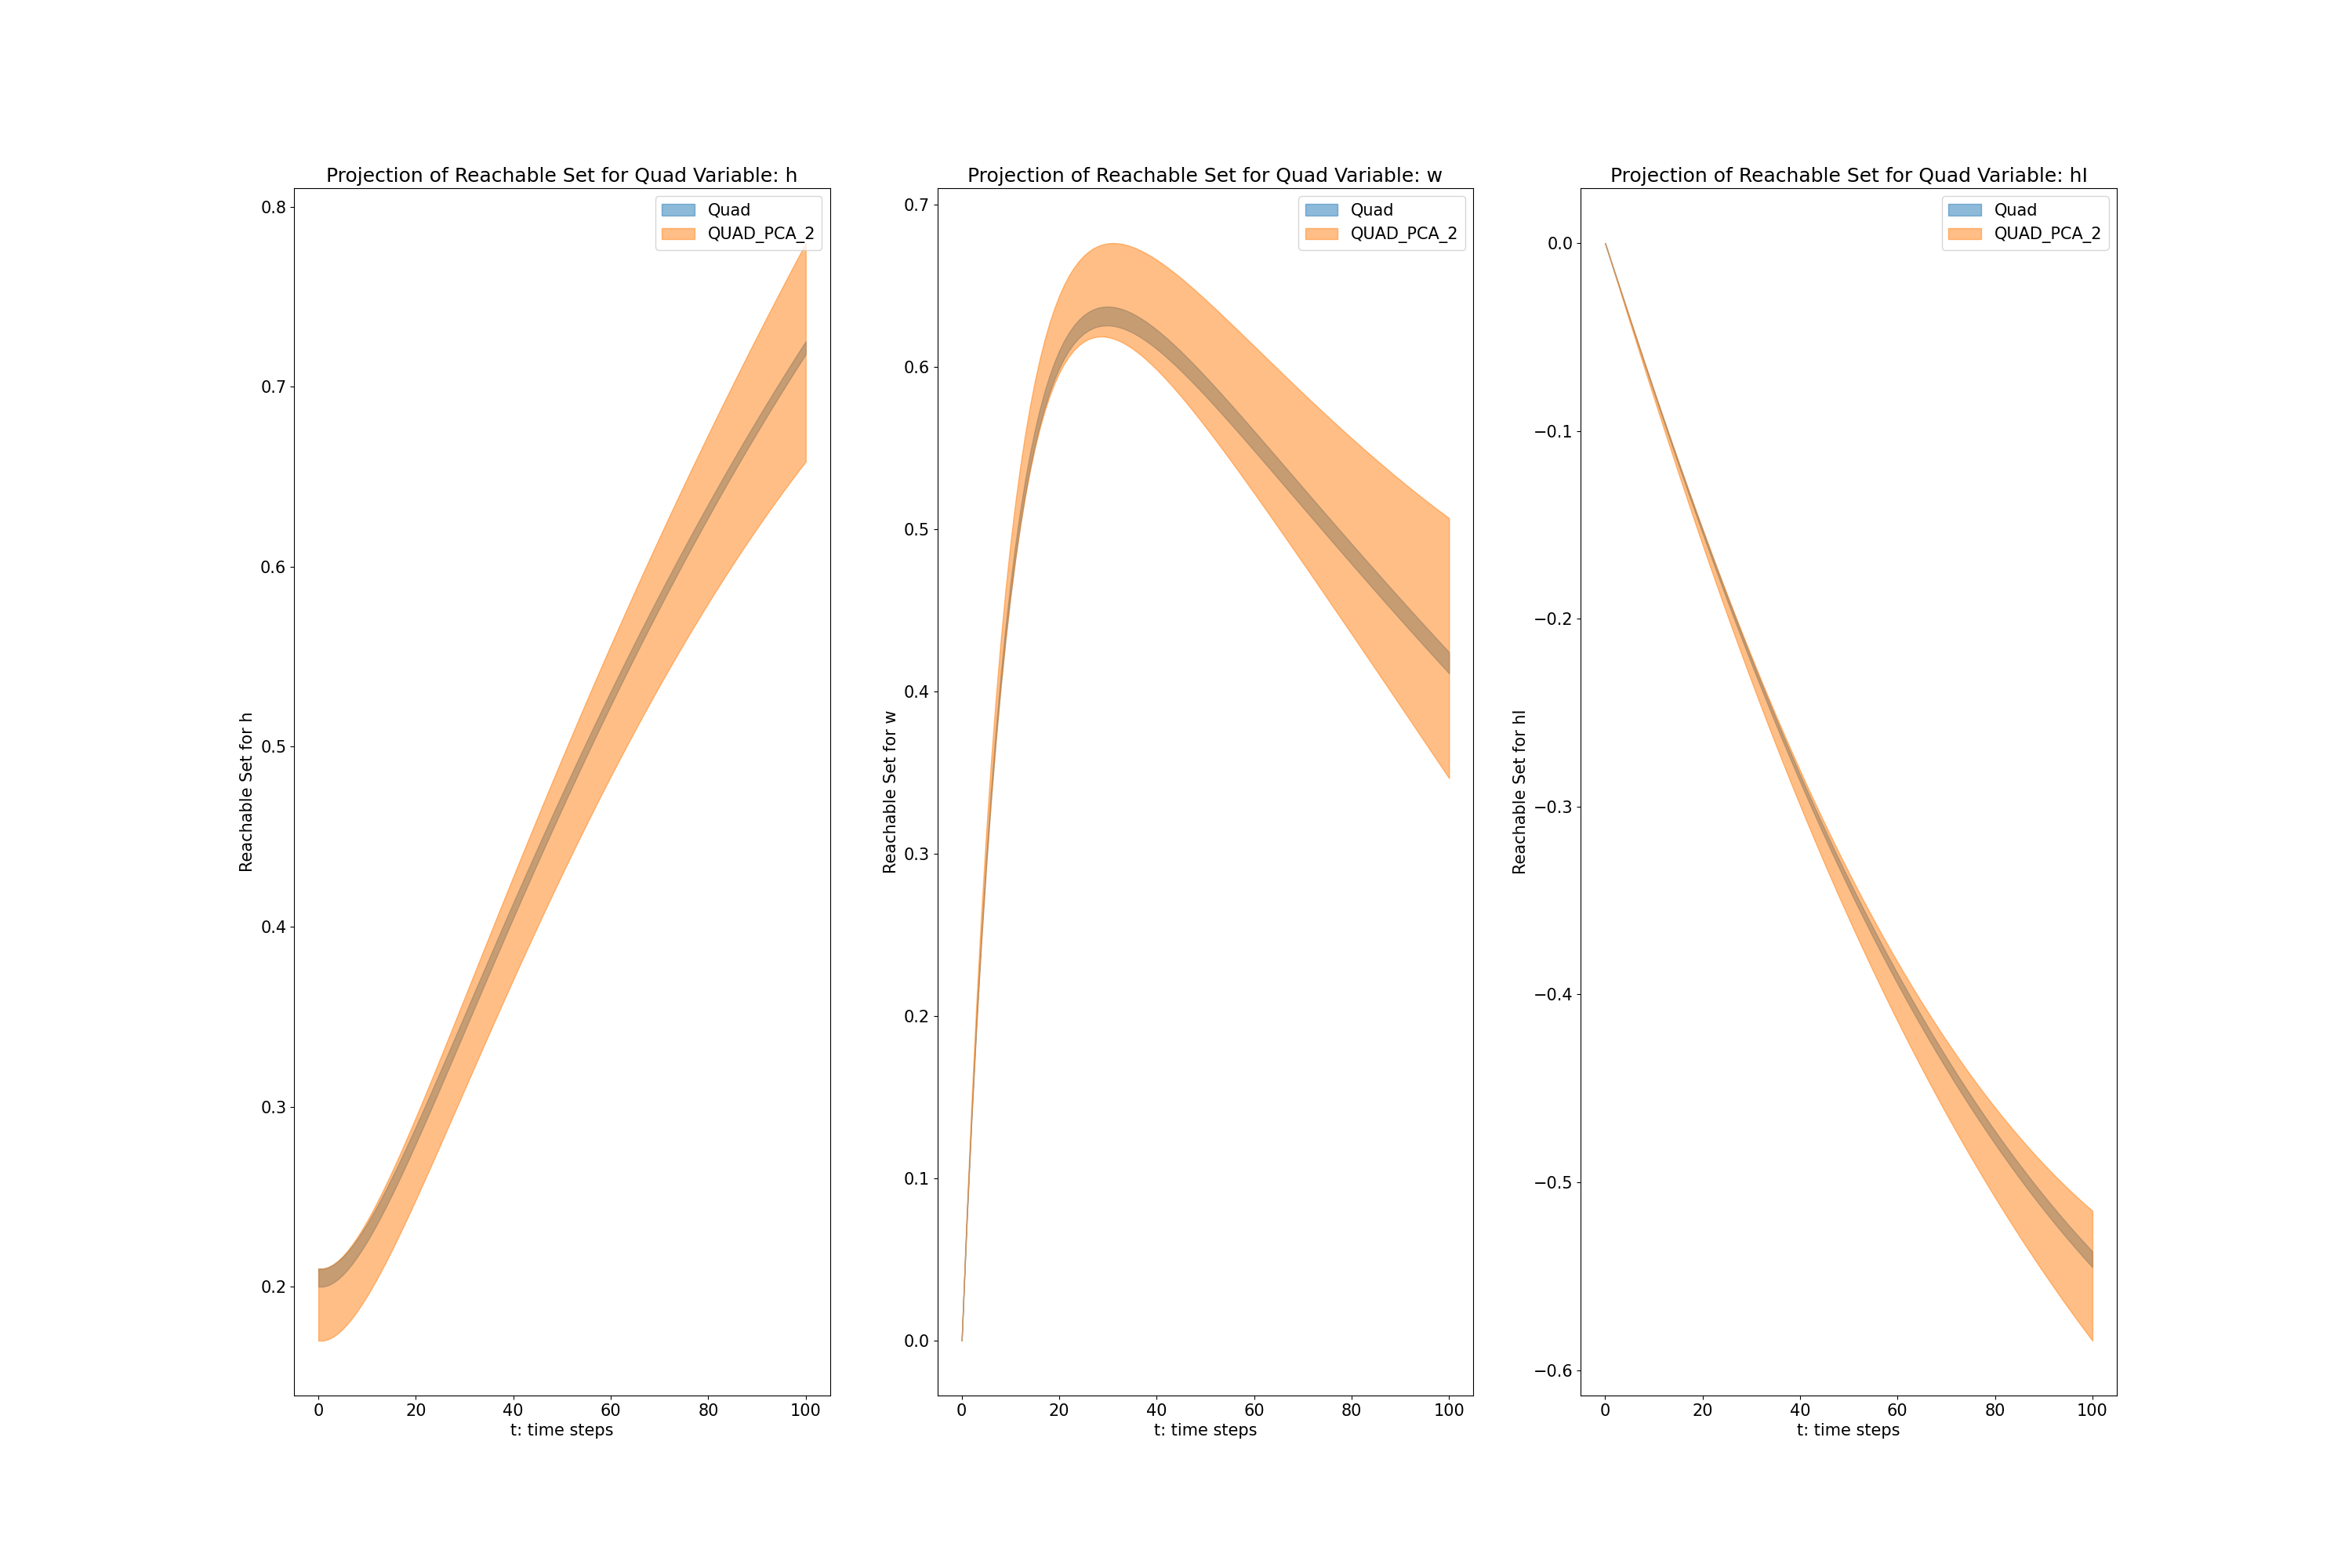 Projection of Reachable Set for Quad Variable: h
Quad
QUAD_PCA_2
0.8
0.7
0.6
0.5
0.4
0.3
0.2
Reachable Set for h
0 20 40 60 80 100
t: time steps
Projection of Reachable Set for Quad Variable: w
Quad
QUAD_PCA_2
0.7
0.6
0.5
0.4
0.3
0.2
0.1
0.0
Reachable Set for w
0 20 40 60 80 100
t: time steps
Projection of Reachable Set for Quad Variable: hI
Quad
QUAD_PCA_2
0.0
−0.1
−0.2
−0.3
−0.4
−0.5
−0.6
Reachable Set for hI
0 20 40 60 80 100
t: time steps